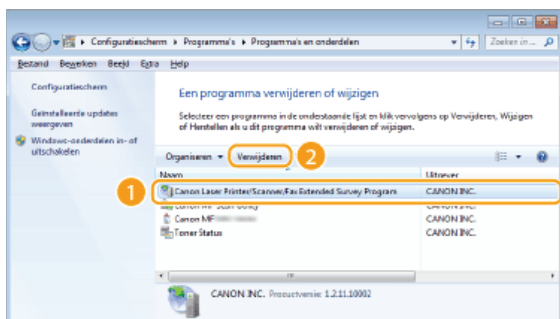 Configuratiescherm ▸ Programma's ▸ Programma's en onderdelen
Zoeken in ...
Bestand Bewerken Beeld Extra Help
Configuratiescherm
Geïnstalleerde updates
weergeven
Windows-onderdelen in- of
uitschakelen
Een programma verwijderen of wijzigen
Selecteer een programma in de onderstaande lijst en klik vervolgens op Verwijderen, Wijzigen
of Herstellen als u dit programma wilt verwijderen of wijzigen.
Organiseren Verwijderen 2
Naam Uitgever
1 Canon Laser Printer/Scanner/Fax Extended Survey Program CANON INC.
Canon MF Scan Utility CANON INC.
Canon MF CANON INC.
Toner Status CANON INC.
CANON INC. Productversie: 1.2.11.10002